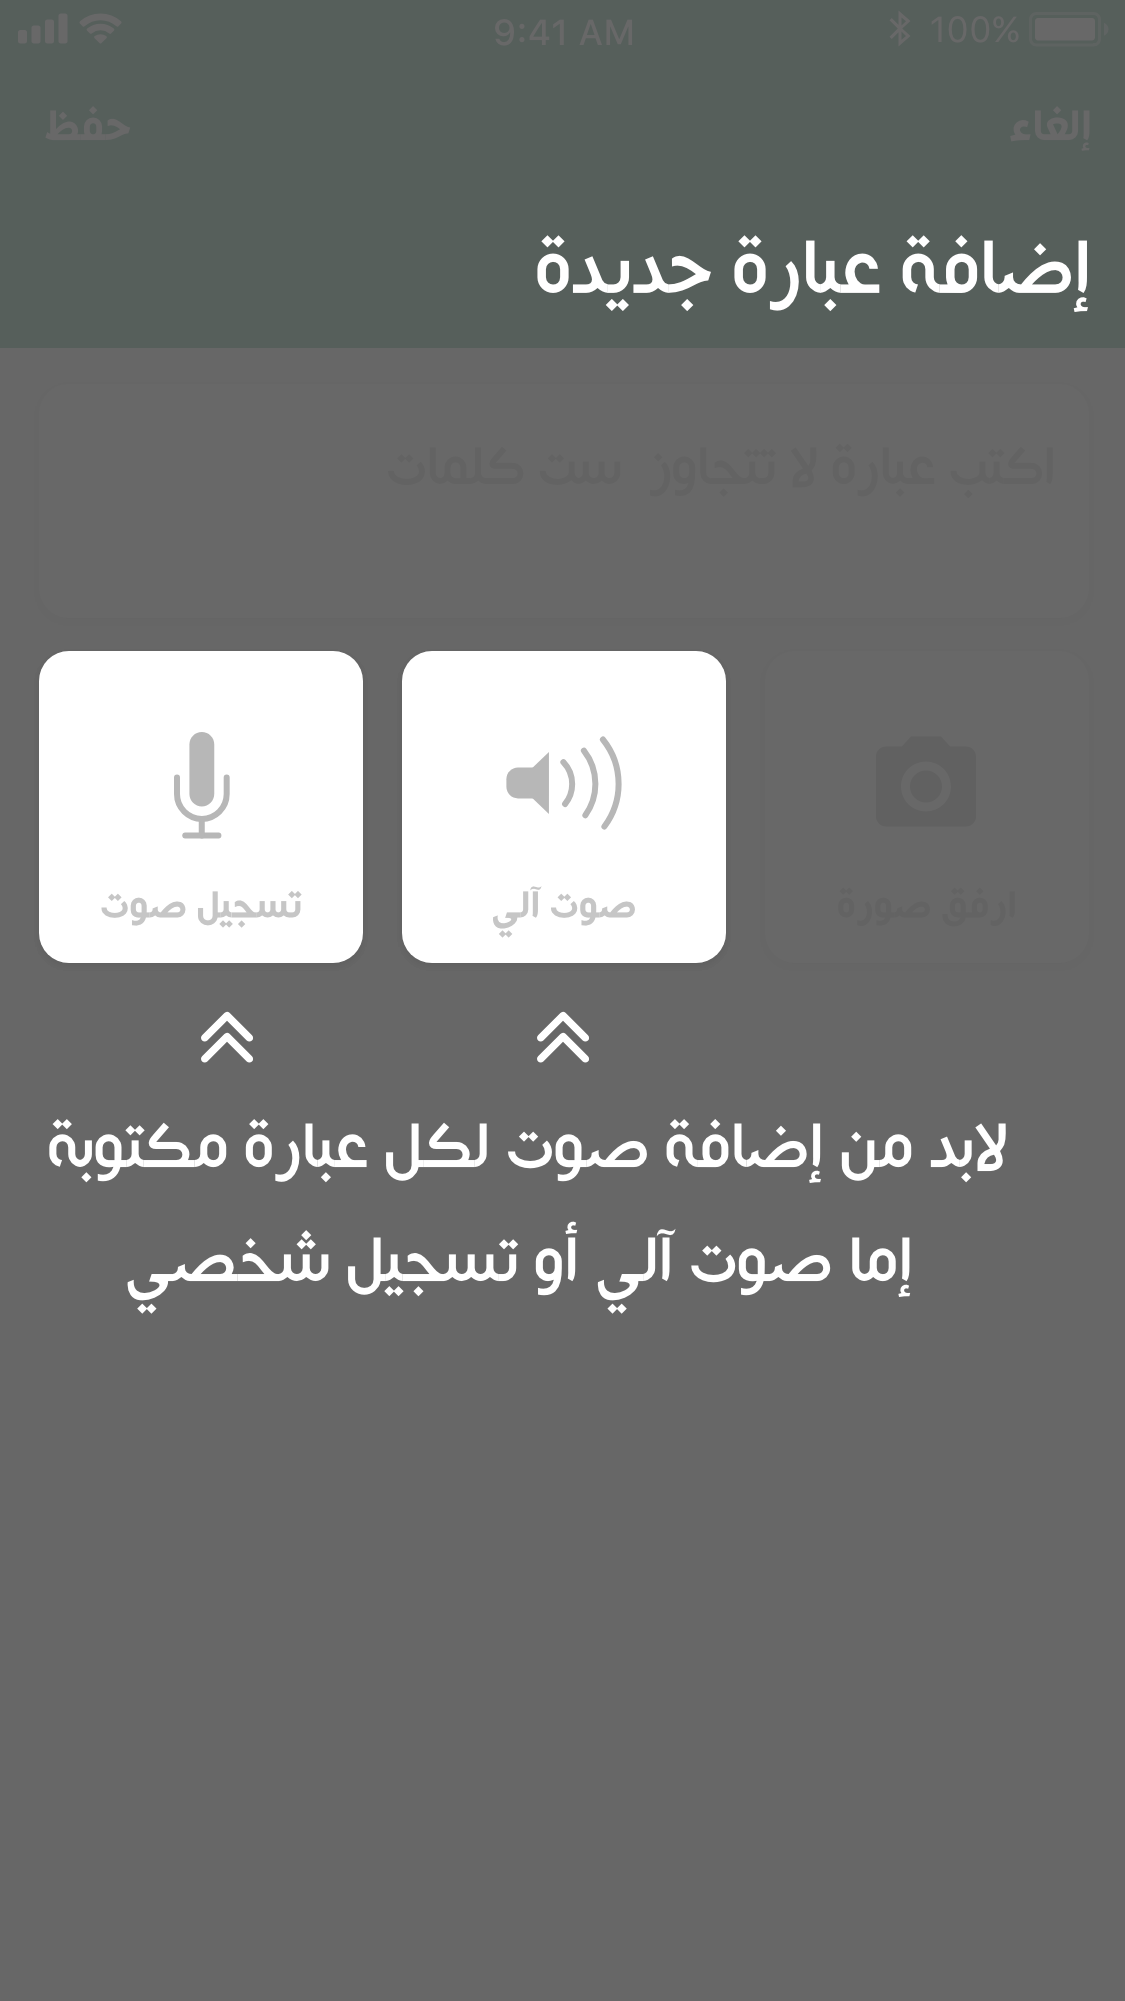 9:41 AM
100%
إلغاء
حفظ
إضافة عبارة جديدة
اكتب عبارة لا تتجاوز ست كلمات
ارفق صورة
صوت آلي
تسجيل صوت
لابد من إضافة صوت لكل عبارة مكتوبة
إما صوت آلي أو تسجيل شخصي